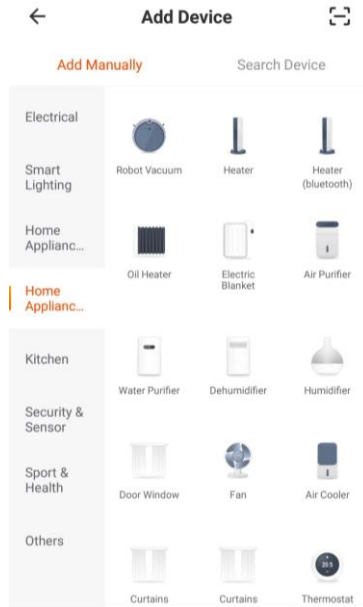 Add Device
Add Manually
Search Device
Electrical
Smart
Lighting
Home
Applianc...
Home
Applianc...
Kitchen
Security &
Sensor
Sport &
Health
Others
Robot Vacuum
Heater
Heater
(bluetooth)
Oil Heater
Electric
Blanket
Air Purifier
Water Purifier
Dehumidifier
Humidifier
Door Window
Fan
Air Cooler
Curtains
Curtains
Thermostat